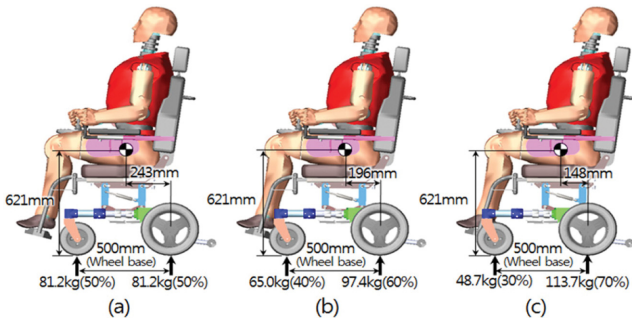 243mm
621mm
500mm
(Wheel base)
81.2kg(50%) 81.2kg(50%)
(a)
196mm
621mm
500mm
(Wheel base)
65.0kg(40%) 97.4kg(60%)
(b)
148mm
621mm
500mm
(Wheel base)
48.7kg(30%) 113.7kg(70%)
(c)